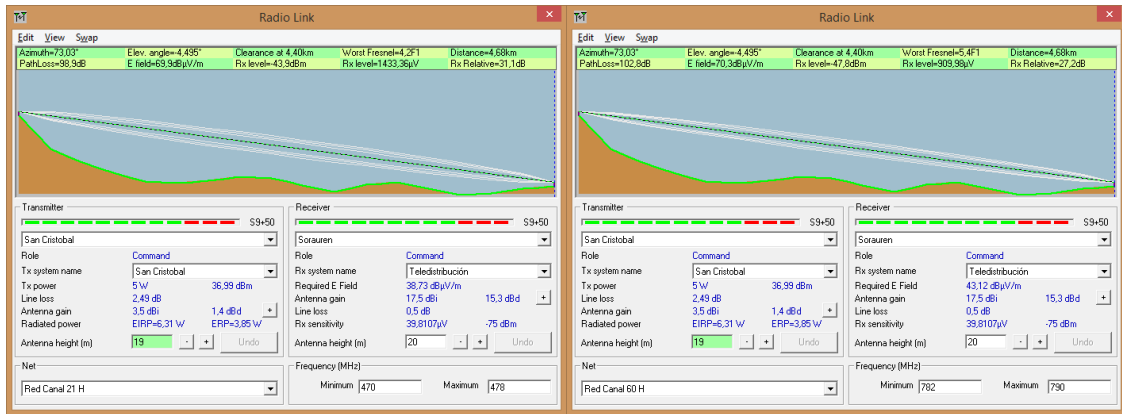 Radio Link
Edit View Swap
Azimuth=73,03° Elev. angle=-4,495° Clearance at 4,40km Worst Fresnel=4,2F1 Distance=4,68km
PathLoss=98,9dB E field=69,9dBμV/m Rx level=-43,9dBm Rx level=1433,36μV Rx Relative=31,1dB
Transmitter
S9+50
San Cristobal
Role Command
Tx system name San Cristobal
Tx power 5 W 36,99 dBm
Line loss 2,49 dB
Antenna gain 3,5 dBi 1,4 dBd +
Radiated power EIRP=6,31 W ERP=3,85 W
Antenna height (m) 19 - + Undo
Net
Red Canal 21 H
Receiver
S9+50
Sorauren
Role Command
Rx system name Teledistribución
Required E Field 38,73 dBμV/m
Antenna gain 17,5 dBi 15,3 dBd +
Line loss 0,5 dB
Rx sensitivity 39,8107μV -75 dBm
Antenna height (m) 20 - + Undo
Frequency (MHz)
Minimum 470 Maximum 478
Radio Link
Edit View Swap
Azimuth=73,03° Elev. angle=-4,495° Clearance at 4,40km Worst Fresnel=5,4F1 Distance=4,68km
PathLoss=102,8dB E field=70,3dBμV/m Rx level=-47,8dBm Rx level=909,98μV Rx Relative=27,2dB
Transmitter
S9+50
San Cristobal
Role Command
Tx system name San Cristobal
Tx power 5 W 36,99 dBm
Line loss 2,49 dB
Antenna gain 3,5 dBi 1,4 dBd +
Radiated power EIRP=6,31 W ERP=3,85 W
Antenna height (m) 19 - + Undo
Net
Red Canal 60 H
Receiver
S9+50
Sorauren
Role Command
Rx system name Teledistribución
Required E Field 43,12 dBμV/m
Antenna gain 17,5 dBi 15,3 dBd +
Line loss 0,5 dB
Rx sensitivity 39,8107μV -75 dBm
Antenna height (m) 20 - + Undo
Frequency (MHz)
Minimum 782 Maximum 790